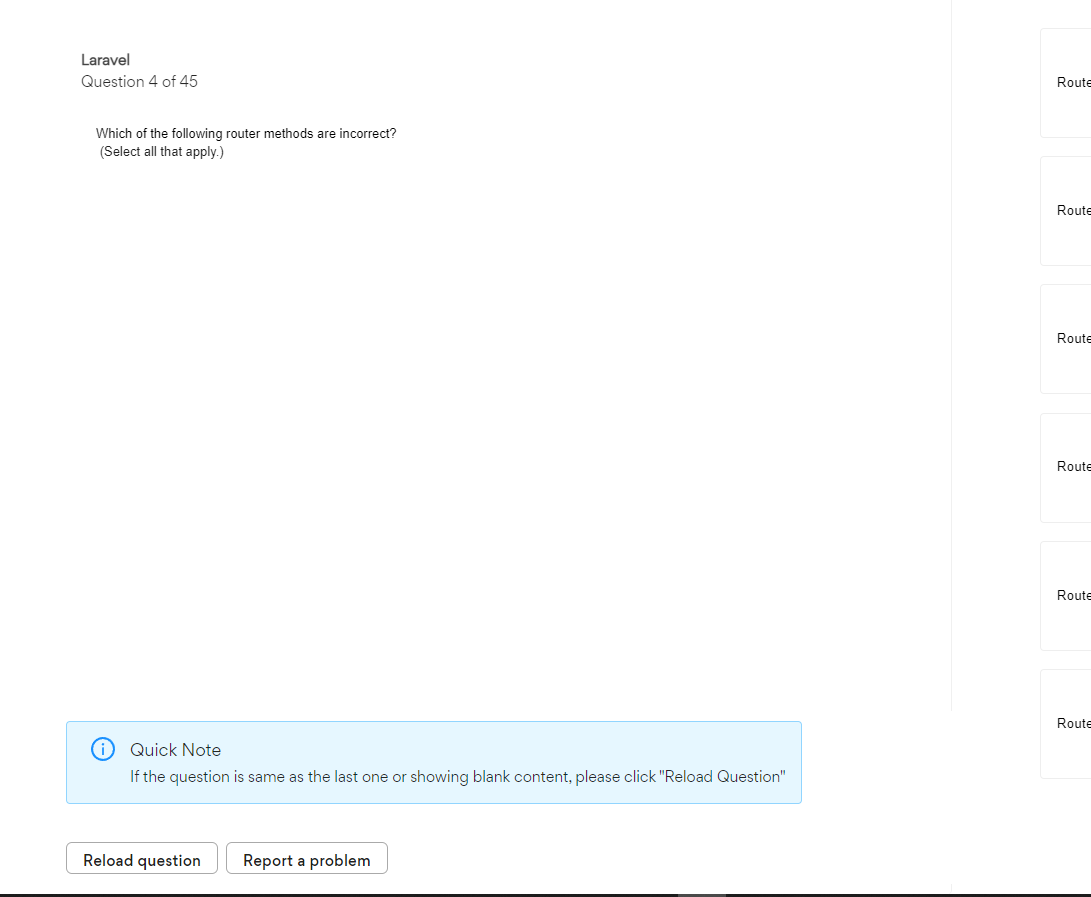 Laravel
Question 4 of 45
Which of the following router methods are incorrect?
(Select all that apply.)
Route
Route
Route
Route
Route
Route
Quick Note
If the question is same as the last one or showing blank content, please click "Reload Question"
Reload question
Report a problem